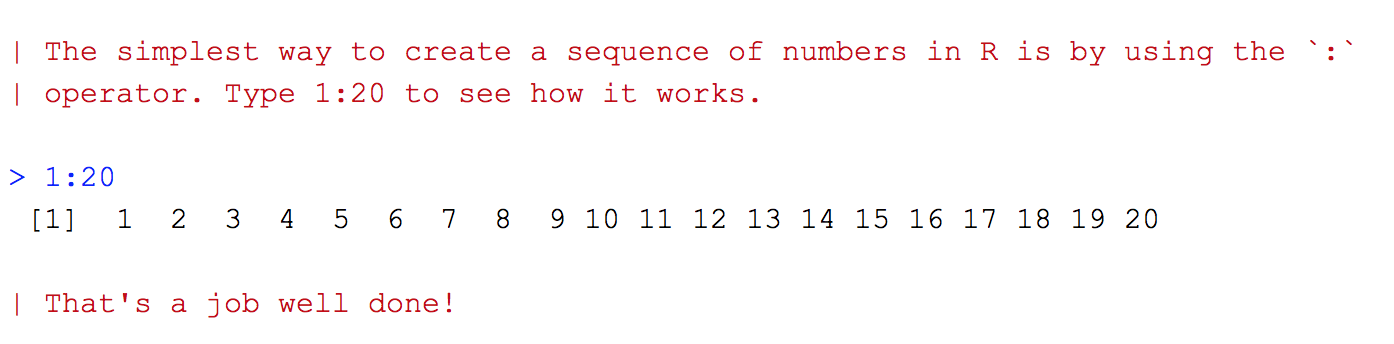 | The simplest way to create a sequence of numbers in R is by using the `:`
| operator. Type 1:20 to see how it works.
> 1:20
 [1]  1  2  3  4  5  6  7  8  9 10 11 12 13 14 15 16 17 18 19 20
| That's a job well done!